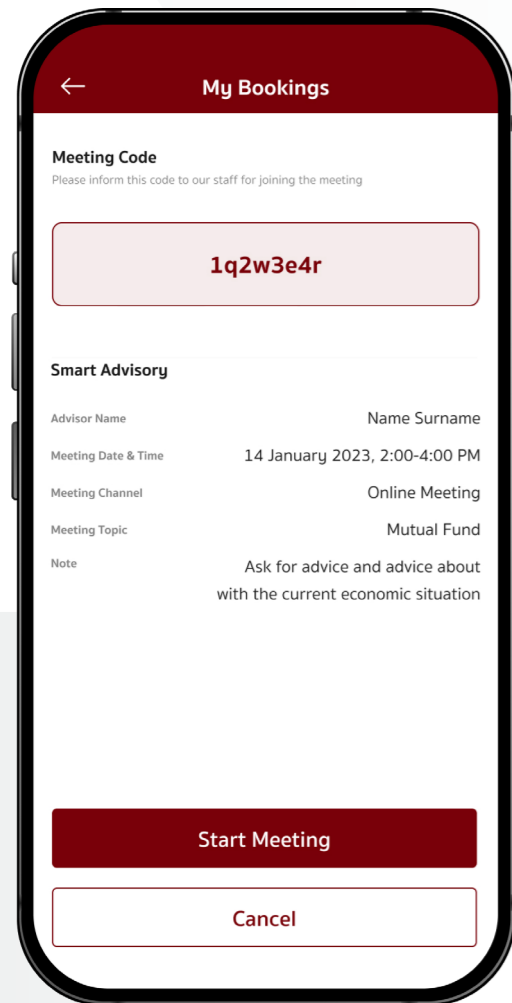 My Bookings
Meeting Code
Please inform this code to our staff for joining the meeting
1q2w3e4r
Smart Advisory
Advisor Name Name Surname
Meeting Date & Time 14 January 2023, 2:00-4:00 PM
Meeting Channel Online Meeting
Meeting Topic Mutual Fund
Note Ask for advice and advice about
with the current economic situation
Start Meeting
Cancel